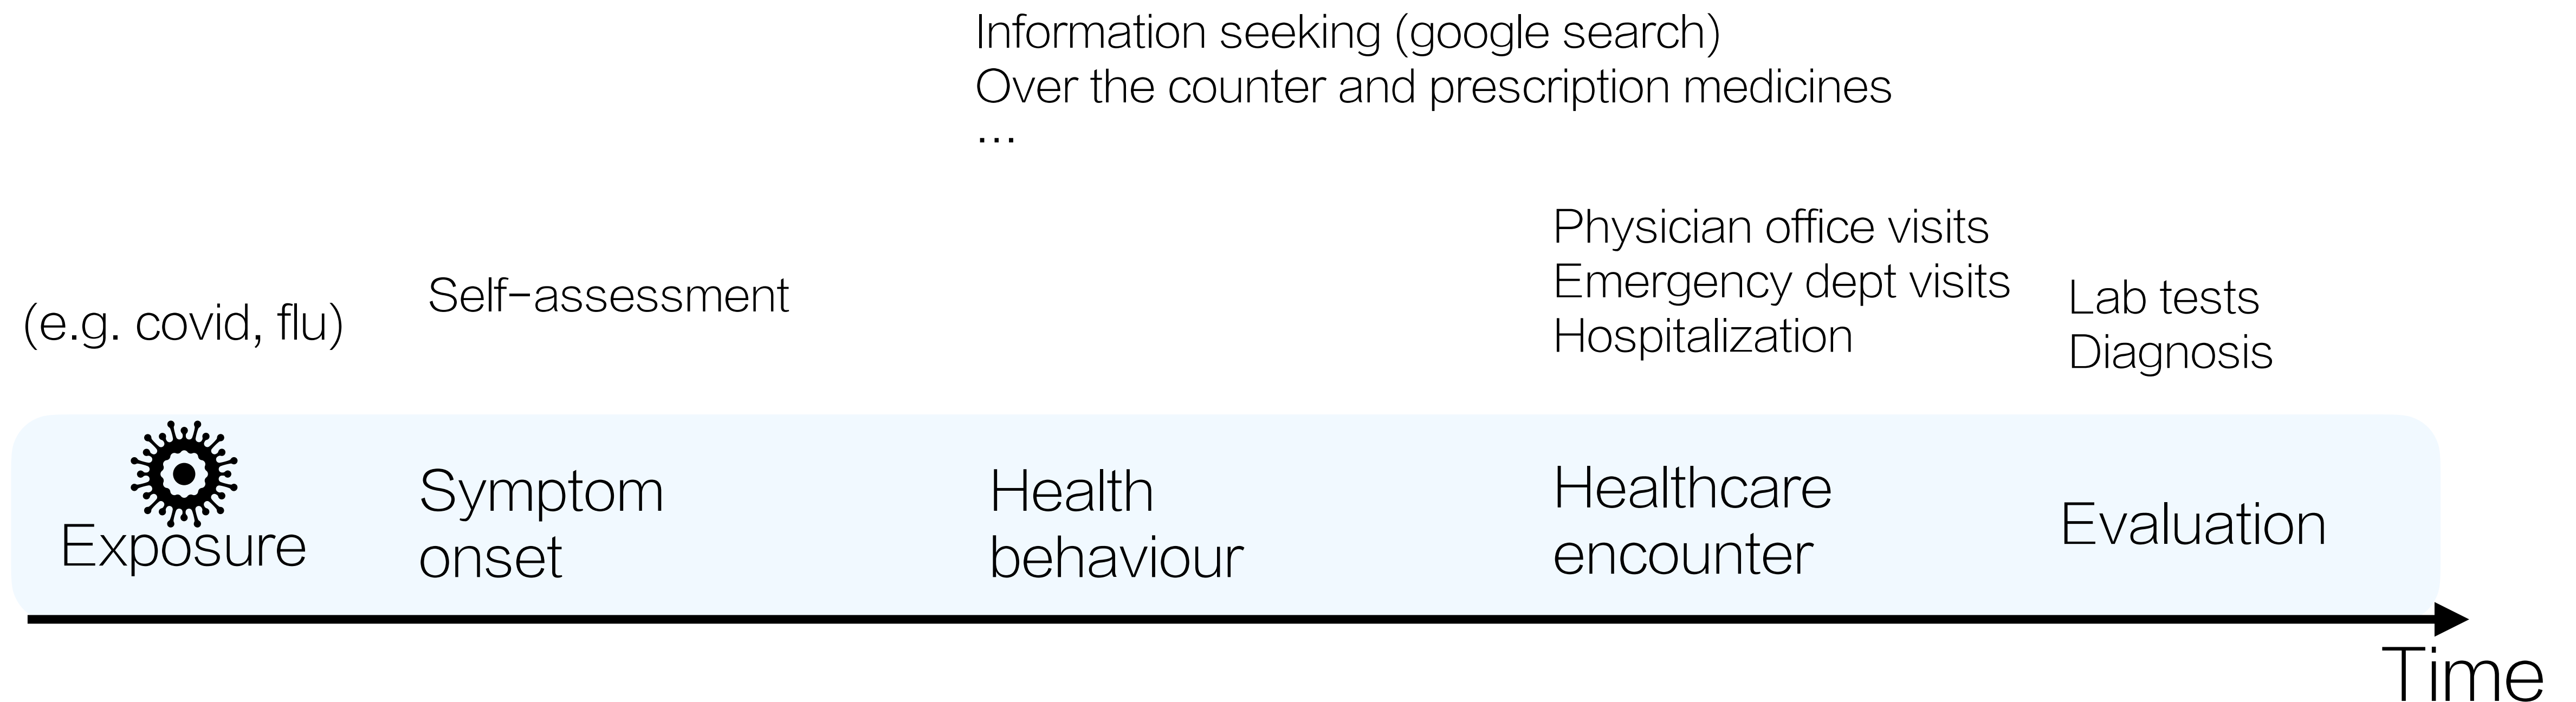 Information seeking (google search)
Over the counter and prescription medicines
...
Physician office visits
Emergency dept visits
Hospitalization
Self-assessment
(e.g. covid, flu)
Lab tests
Diagnosis
Exposure
Symptom
onset
Health
behaviour
Healthcare
encounter
Evaluation
Time